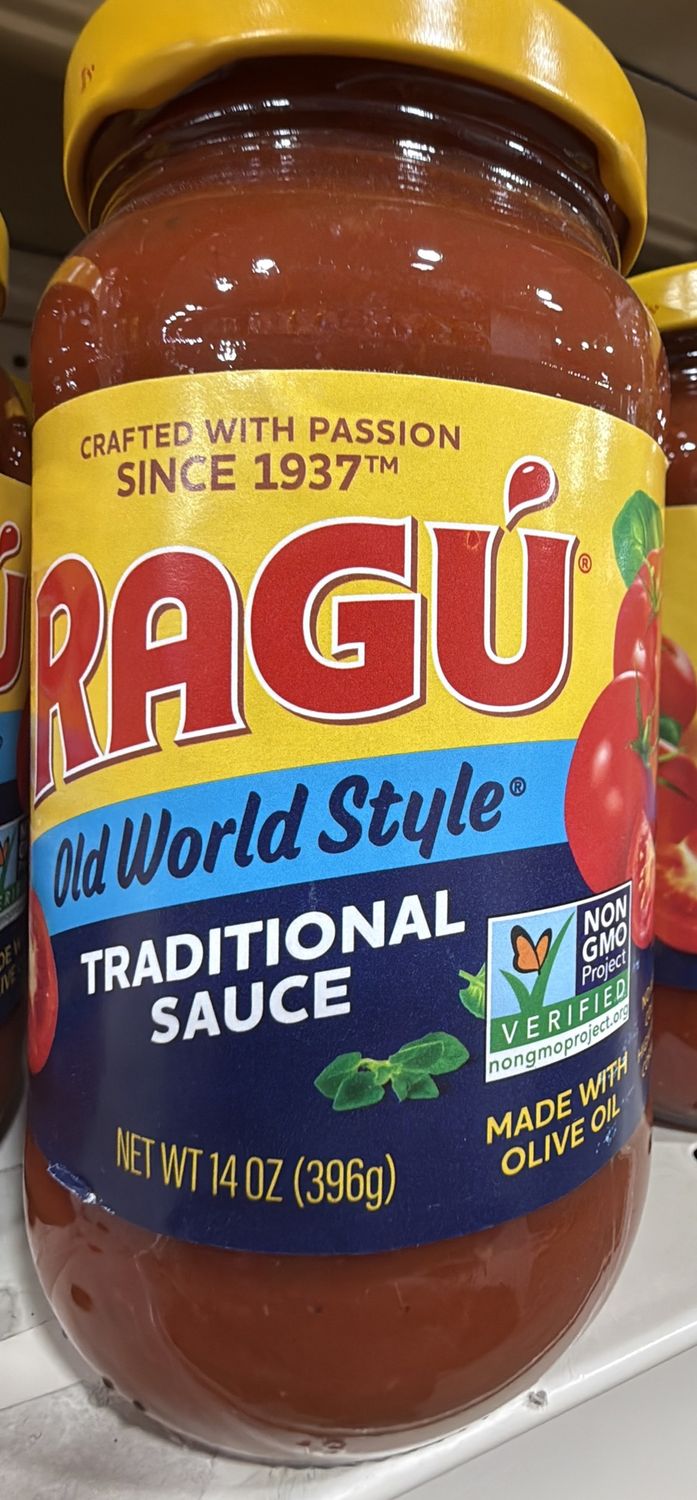 CRAFTED WITH PASSION
SINCE 1937™
RAGÚ®
Old World Style®
TRADITIONAL
SAUCE
NON
GMO
Project
VERIFIED
nongmoproject.org
MADE WITH
OLIVE OIL
NET WT 14 OZ (396g)